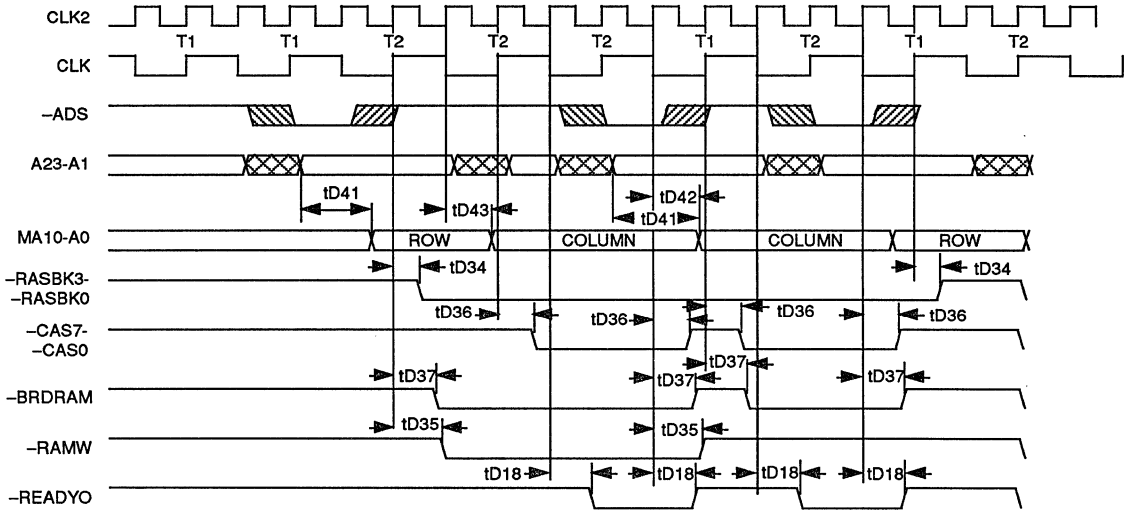 CLK2
T1 T1 T2 T2 T2 T1 T2 T1 T2
CLK
–ADS
A23-A1
tD41 tD43 tD42
tD41
MA10-A0 ROW COLUMN COLUMN ROW
–RASBK3-
–RASBK0
tD34 tD34
–CAS7-
–CAS0
tD36 tD36 tD36 tD36
–BRDRAM
tD37 tD37 tD37 tD37
–RAMW
tD35 tD35
–READYO
tD18 tD18 tD18 tD18